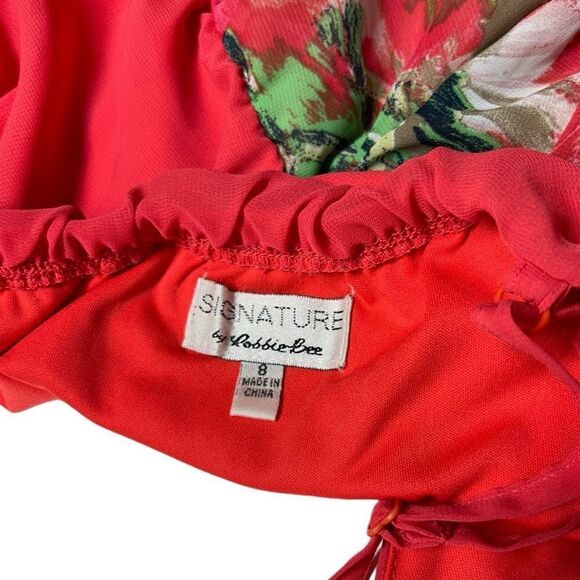 SIGNATURE
by Robbie Bee
8
MADE IN
CHINA